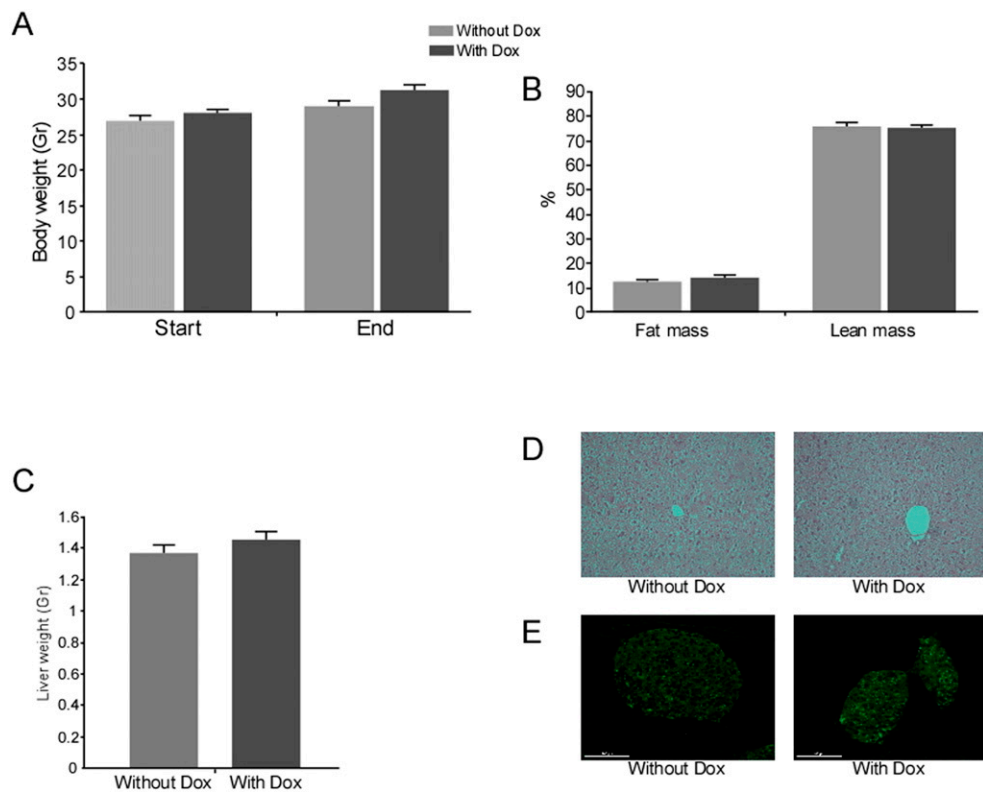 A
Without Dox
With Dox
Body weight (Gr)
35
30
25
20
15
10
5
0
Start End
B
%
90
80
70
60
50
40
30
20
10
0
Fat mass Lean mass
C
Liver weight (Gr)
1.6
1.4
1.2
1
0.8
0.6
0.4
0.2
0
Without Dox With Dox
D
Without Dox With Dox
E
Without Dox With Dox